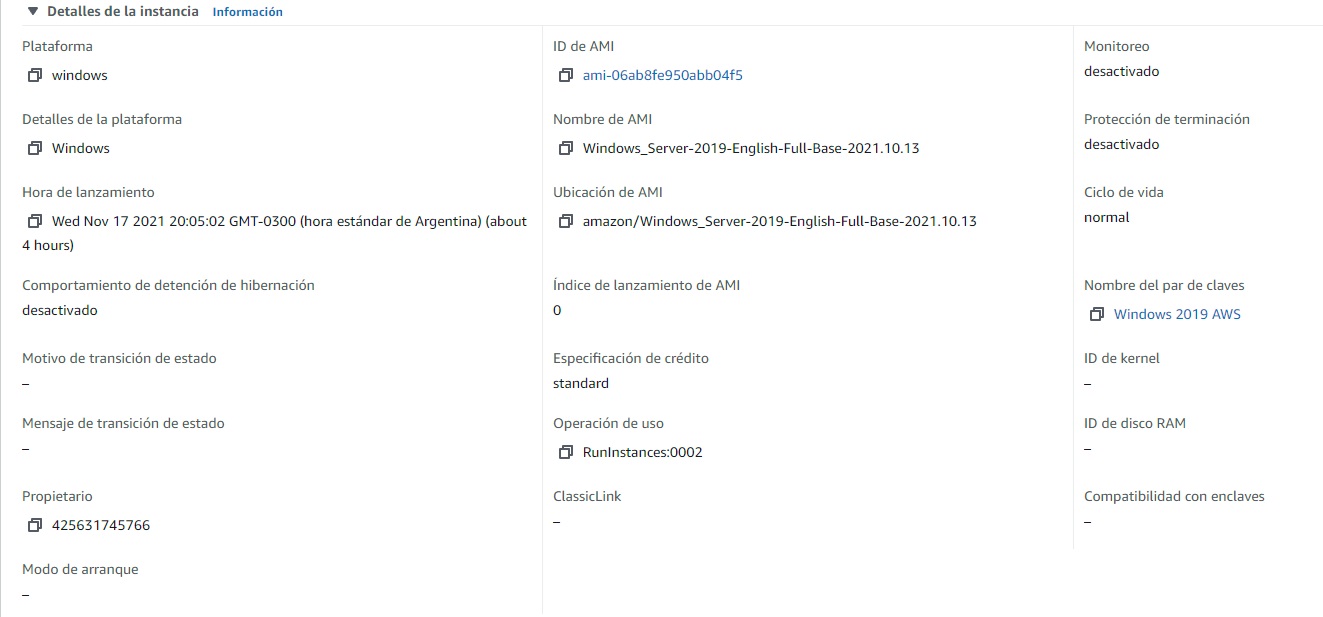 Detalles de la instancia Información
Plataforma
windows
ID de AMI
ami-06ab8fe950abb04f5
Monitoreo
desactivado
Detalles de la plataforma
Windows
Nombre de AMI
Windows_Server-2019-English-Full-Base-2021.10.13
Protección de terminación
desactivado
Hora de lanzamiento
Wed Nov 17 2021 20:05:02 GMT-0300 (hora estándar de Argentina) (about
4 hours)
Ubicación de AMI
amazon/Windows_Server-2019-English-Full-Base-2021.10.13
Ciclo de vida
normal
Comportamiento de detención de hibernación
desactivado
Índice de lanzamiento de AMI
0
Nombre del par de claves
Windows 2019 AWS
Motivo de transición de estado
–
Especificación de crédito
standard
ID de kernel
–
Mensaje de transición de estado
–
Operación de uso
RunInstances:0002
ID de disco RAM
–
Propietario
425631745766
ClassicLink
–
Compatibilidad con enclaves
–
Modo de arranque
–